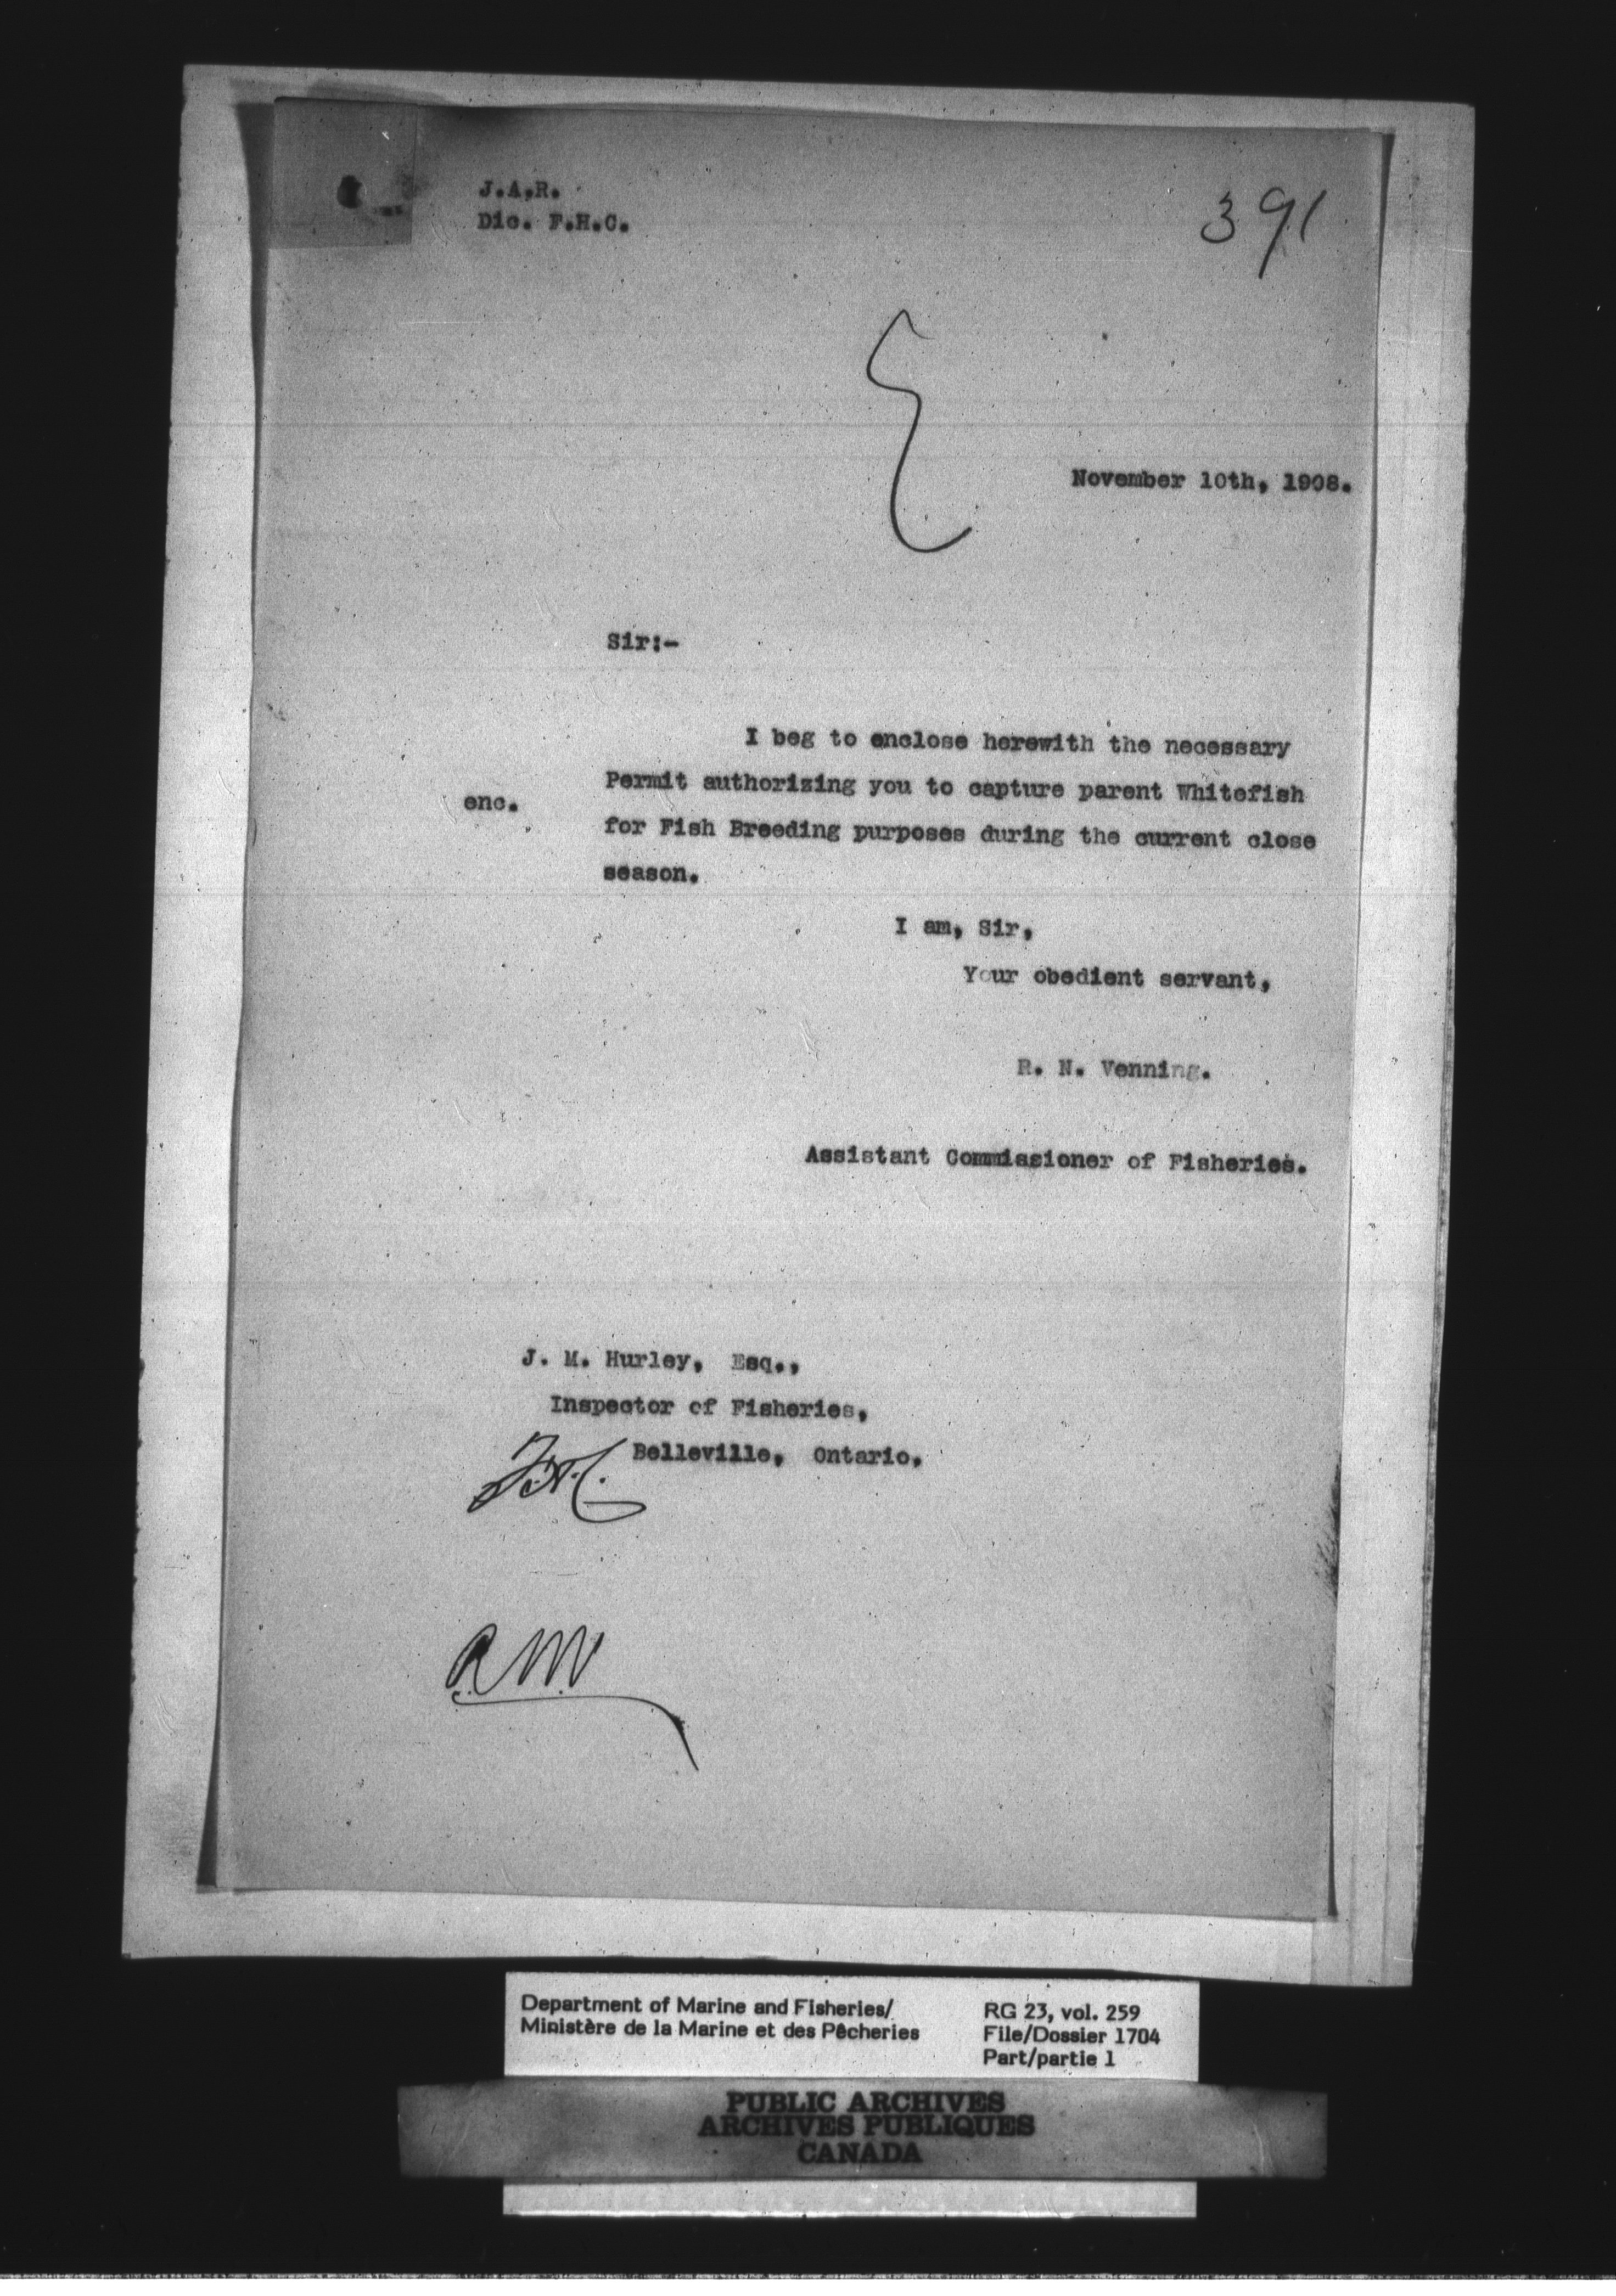 J.A.R.
Dic. F.H.C.
391
November 10th, 1908.
Sir:-
I beg to enclose herewith the necessary
Permit authorizing you to capture parent Whitefish
enc.
for Fish Breeding purposes during the current close
season.
I am, Sir,
Your obedient servant,
R. N. Venning.
Assistant Commissioner of Fisheries.
J. M. Hurley, Esq.,
Inspector of Fisheries,
Belleville, Ontario.
Department of Marine and Fisheries/
Ministère de la Marine et des Pêcheries
RG 23, vol. 259
File/Dossier 1704
Part/partie 1
PUBLIC ARCHIVES
ARCHIVES PUBLIQUES
CANADA